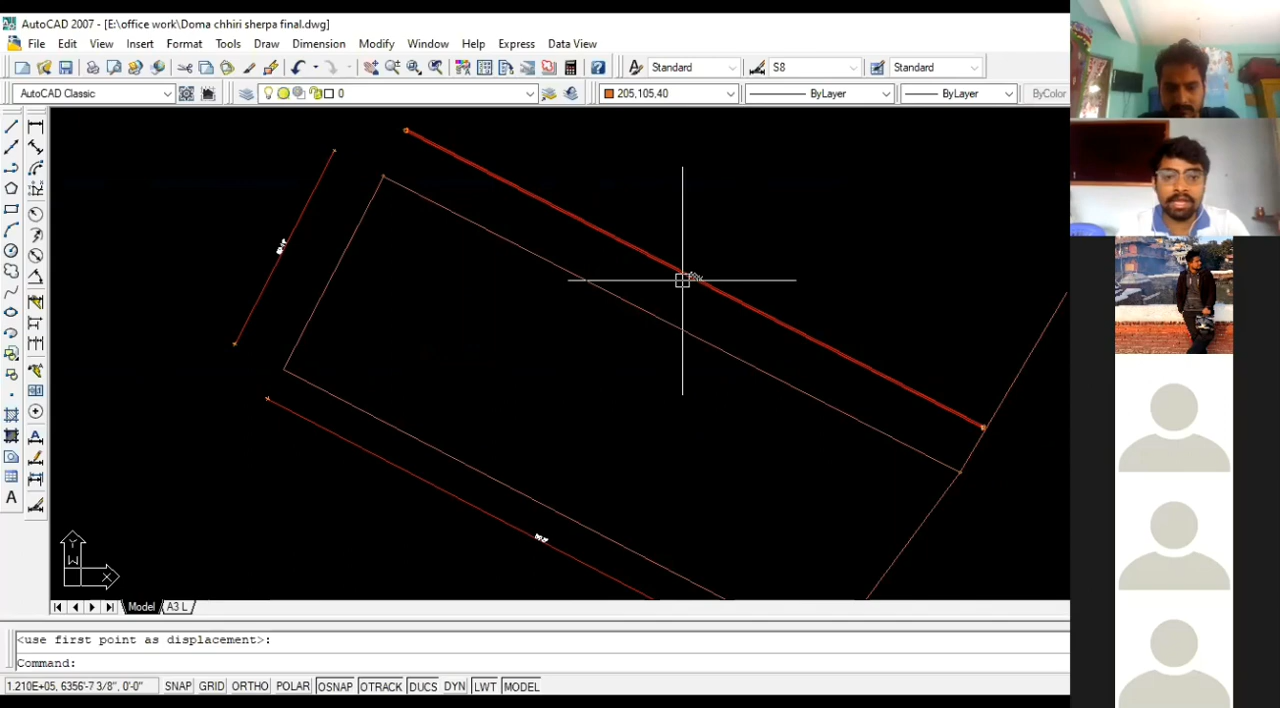 AutoCAD 2007 - [E:\office work\Doma chhiri sherpa final.dwg]
File Edit View Insert Format Tools Draw Dimension Modify Window Help Express Data View
Standard S8 Standard
AutoCAD Classic 0 205,105,40 ByLayer ByLayer ByColor
Y
W
X
A
A
Model A3 L
<use first point as displacement>:
Command:
1.210E+05, 6356'-7 3/8", 0'-0" SNAP GRID ORTHO POLAR OSNAP OTRACK DUCS DYN LWT MODEL